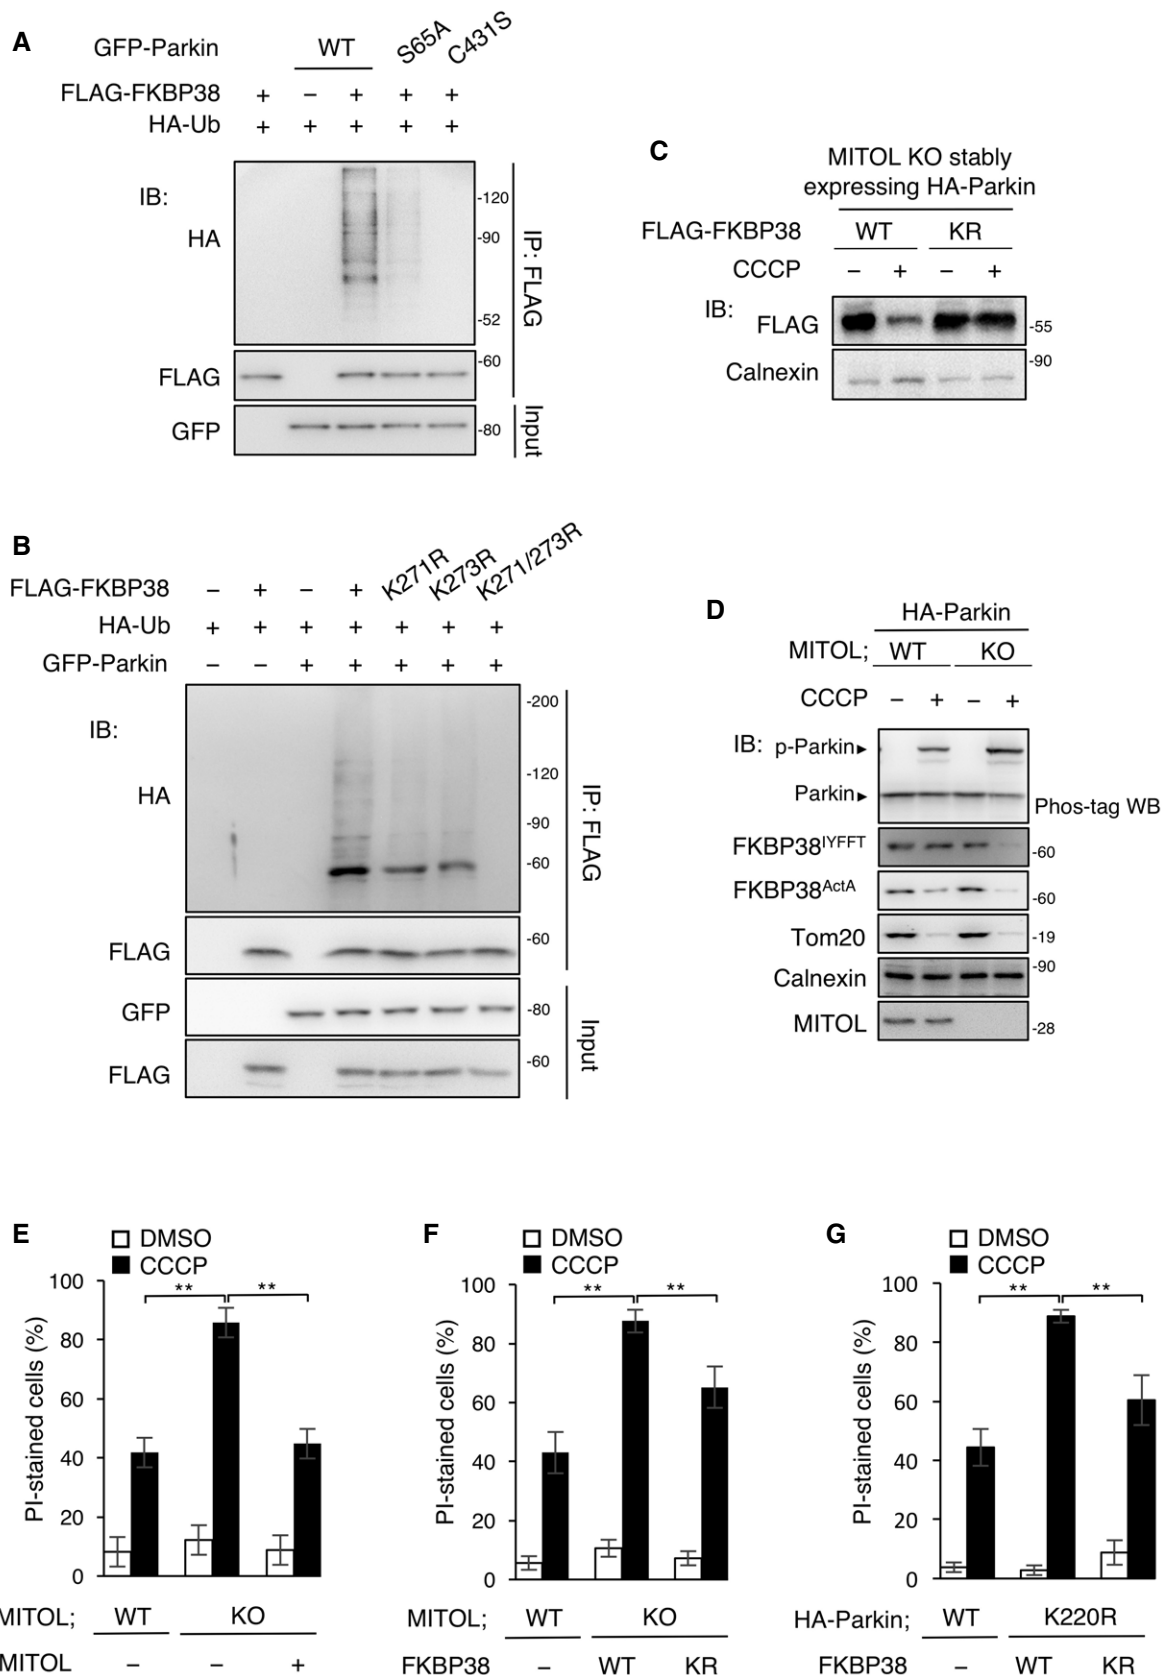 A
GFP-Parkin WT S65A C431S
FLAG-FKBP38 + – + + +
HA-Ub + + + + +
IB:
HA
-120
-90
-52
IP: FLAG
FLAG
-60
GFP
-80
Input
B
FLAG-FKBP38 – + – + K271R K273R K271/273R
HA-Ub + + + + + + +
GFP-Parkin – – + + + + +
IB:
HA
-200
-120
-90
-60
IP: FLAG
FLAG
-60
GFP
-80
FLAG
-60
Input
C
MITOL KO stably
expressing HA-Parkin
FLAG-FKBP38 WT KR
CCCP – + – +
IB:
FLAG
-55
Calnexin
-90
D
HA-Parkin
MITOL; WT KO
CCCP – + – +
IB: p-Parkin▸
Parkin▸
Phos-tag WB
FKBP38IYFFT
-60
FKBP38ActA
-60
Tom20
-19
Calnexin
-90
MITOL
-28
E
DMSO
CCCP
** **
PI-stained cells (%)
100
80
60
40
20
0
MITOL; WT KO
MITOL – – +
F
DMSO
CCCP
** **
PI-stained cells (%)
100
80
60
40
20
0
MITOL; WT KO
FKBP38 – WT KR
G
DMSO
CCCP
** **
PI-stained cells (%)
100
80
60
40
20
0
HA-Parkin; WT K220R
FKBP38 – WT KR